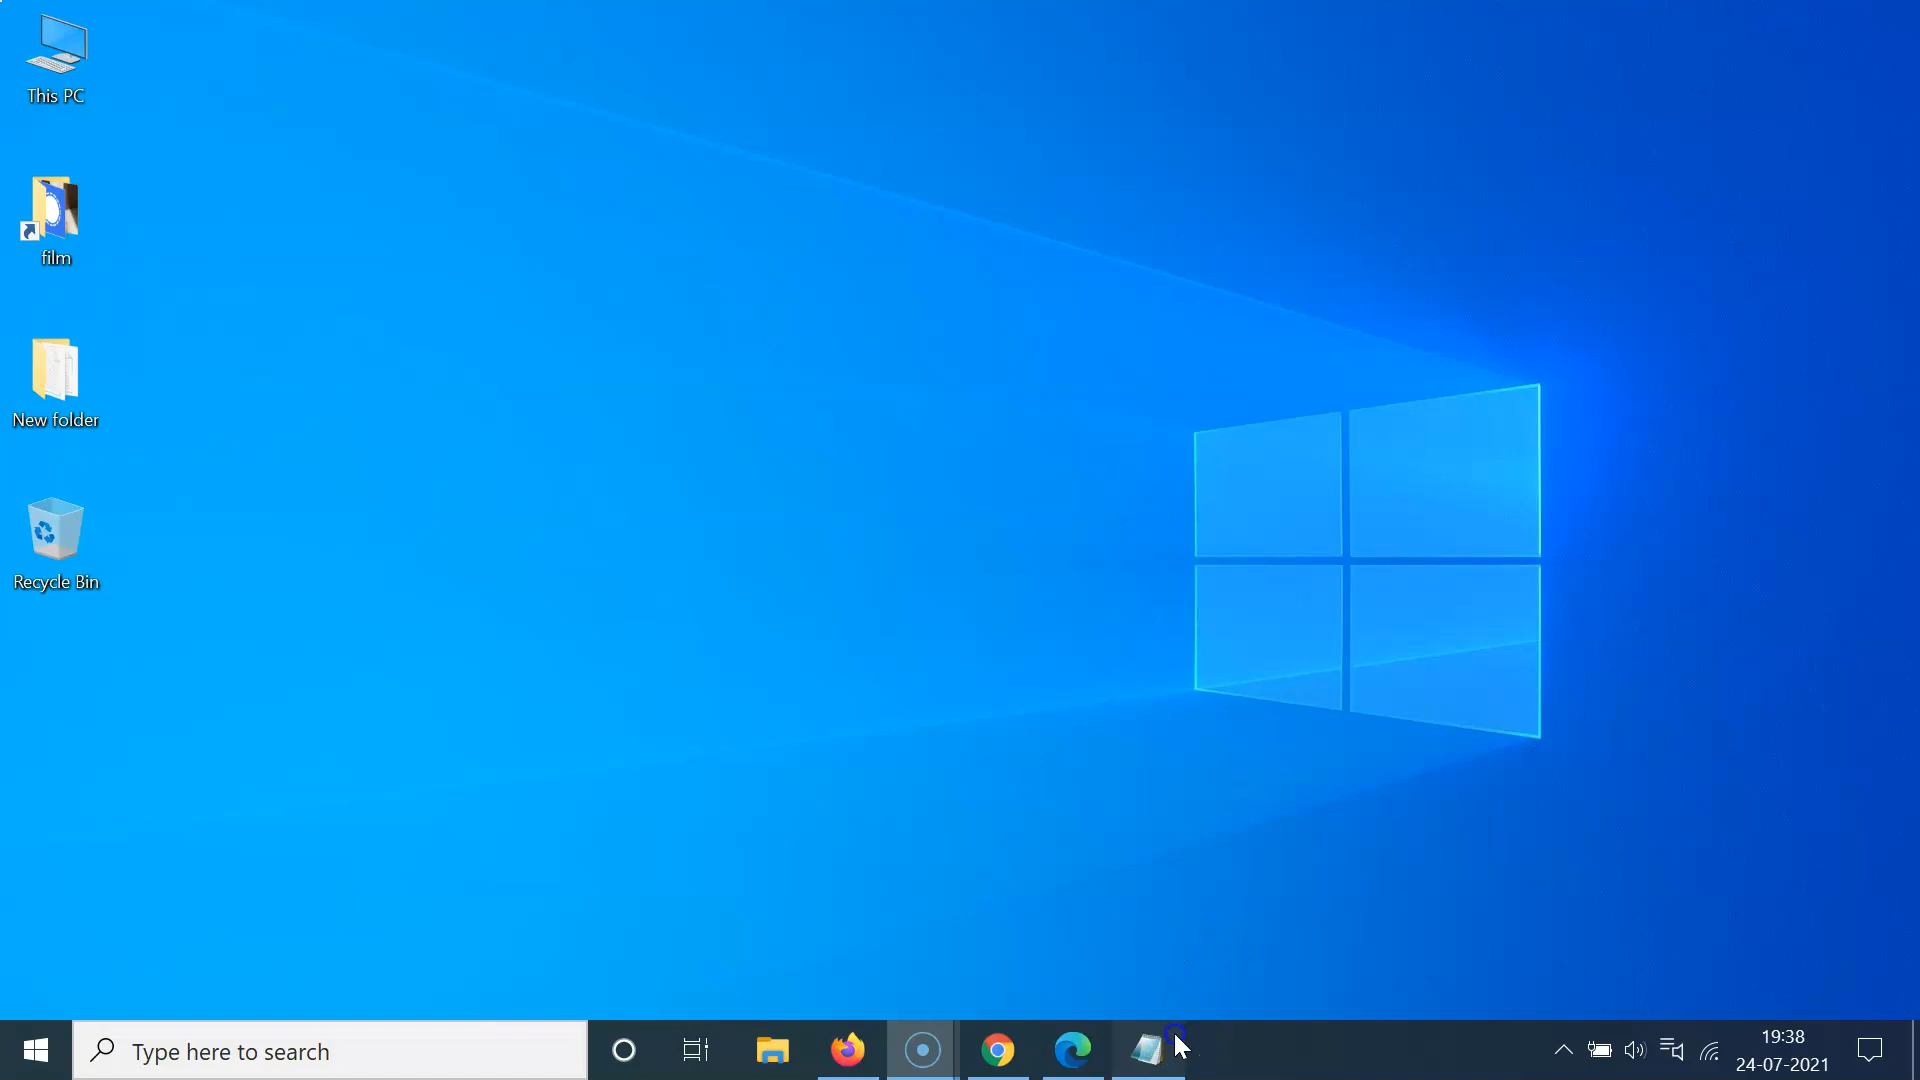 This PC
film
New folder
Recycle Bin
Type here to search
19:38
24-07-2021